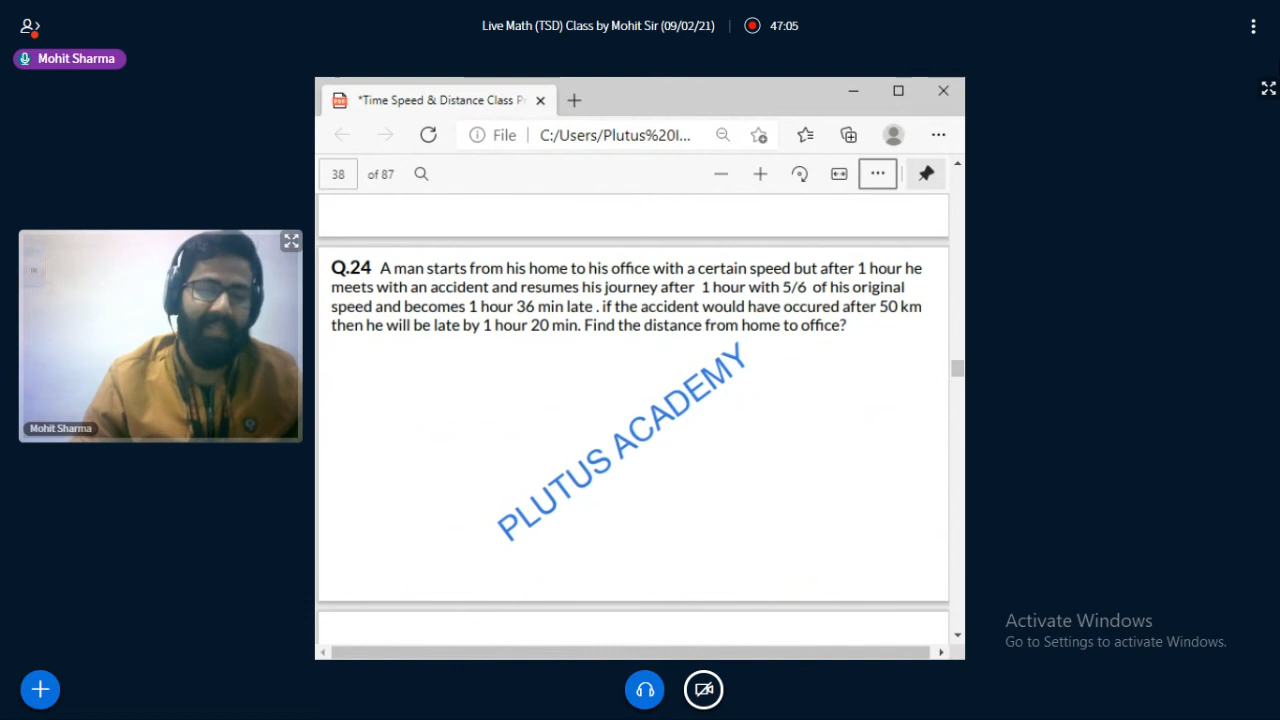 Live Math (TSD) Class by Mohit Sir (09/02/21)
47:05
Mohit Sharma
*Time Speed & Distance Class Pr
File
C:/Users/Plutus%20I...
38
of 87
Q.24 A man starts from his home to his office with a certain speed but after 1 hour he
meets with an accident and resumes his journey after 1 hour with 5/6 of his original
speed and becomes 1 hour 36 min late . if the accident would have occured after 50 km
then he will be late by 1 hour 20 min. Find the distance from home to office?
PLUTUS ACADEMY
Mohit Sharma
Activate Windows
Go to Settings to activate Windows.